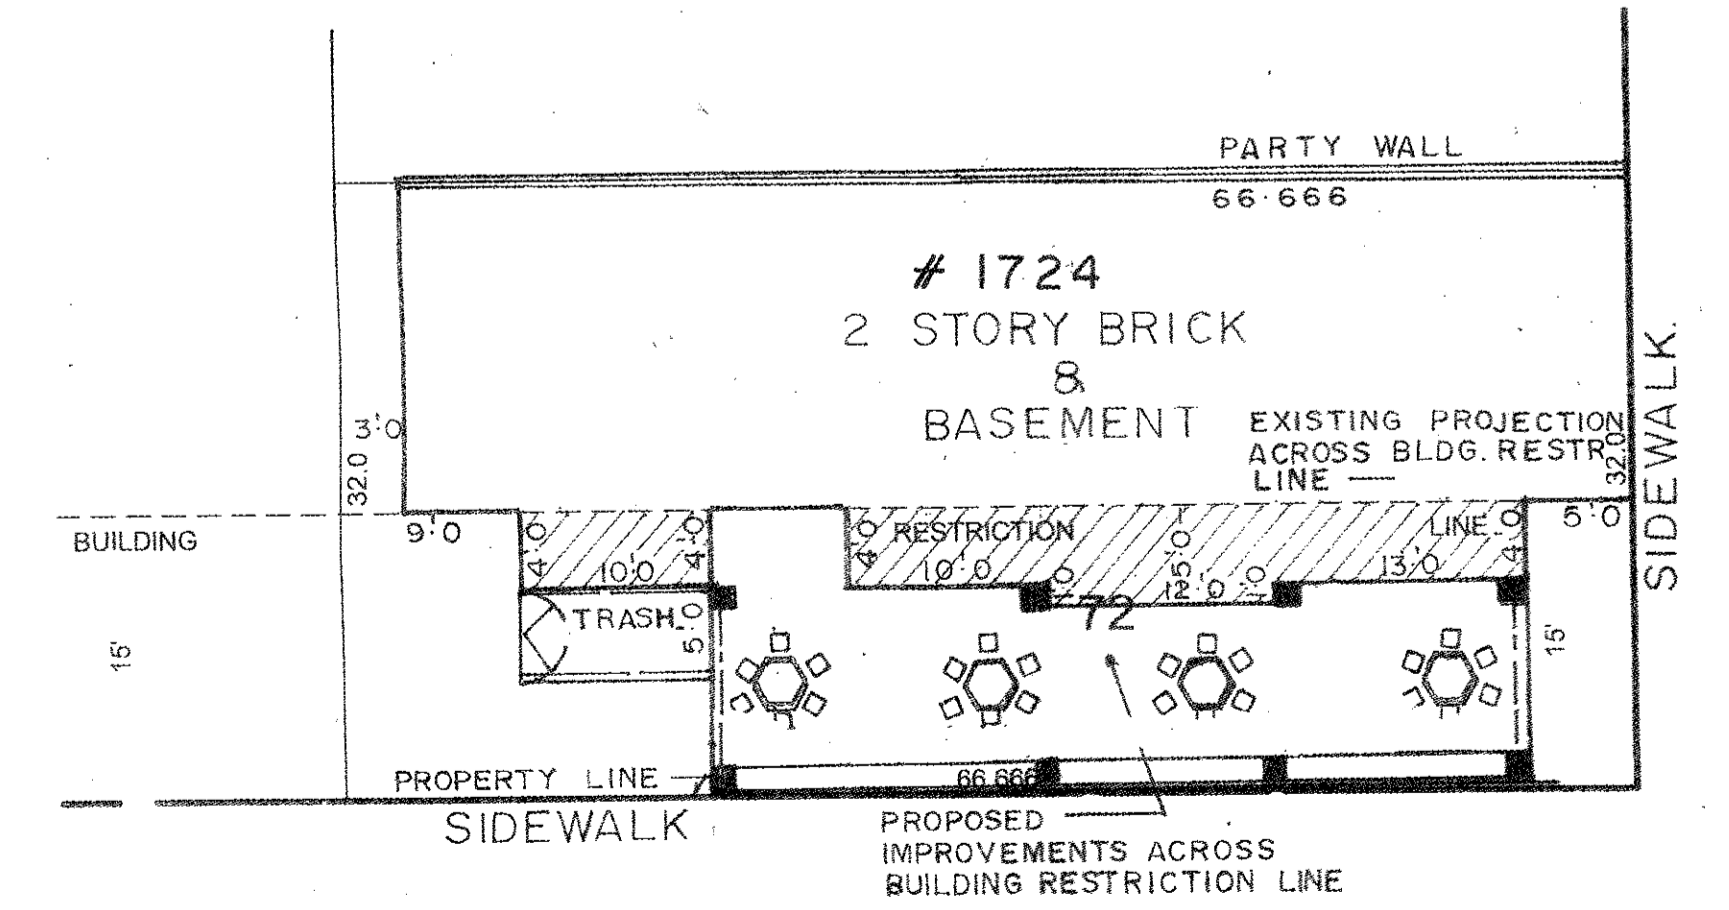 PARTY WALL
66.666
# 1724
2 STORY BRICK
&
BASEMENT
EXISTING PROJECTION
ACROSS BLDG. RESTR.
LINE
3'0
32.0
32.0
SIDEWALK.
BUILDING
RESTRICTION
LINE
9'0
4'0
4'0
4'0
5'0
4'0
5'0
10'0
10'0
12'0
13'0
TRASH
5'0
72
15'
15'
PROPERTY LINE
66.666
SIDEWALK
PROPOSED
IMPROVEMENTS ACROSS
BUILDING RESTRICTION LINE